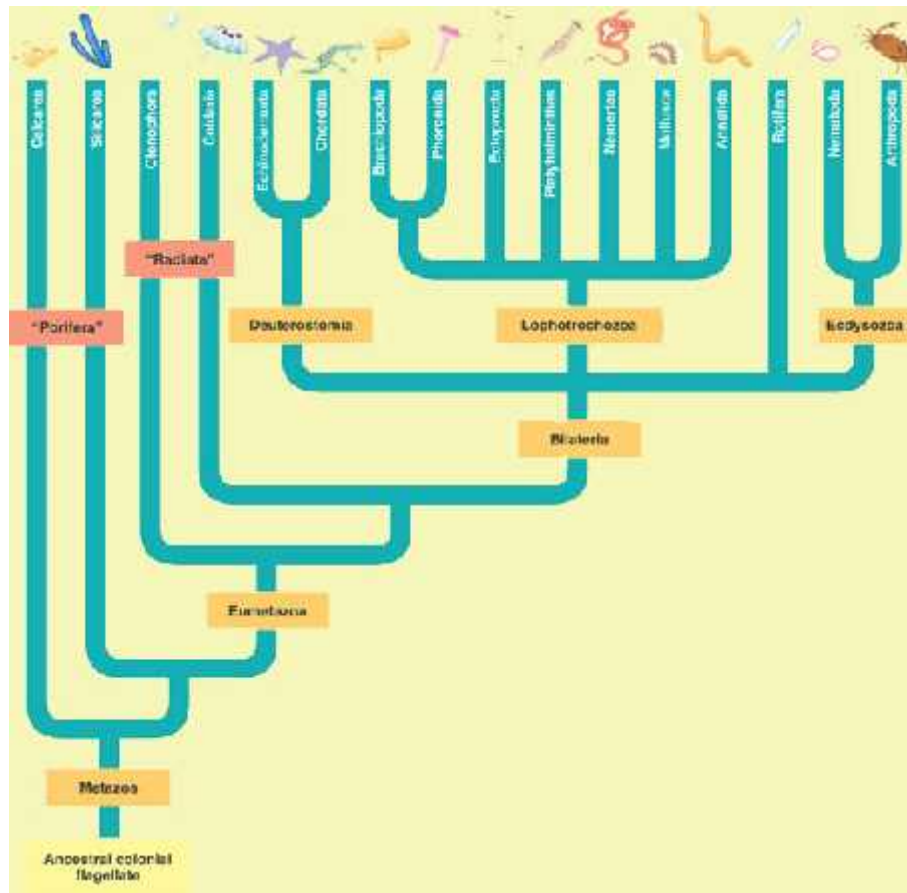 Calcarea
Silicarea
Ctenophora
Cnidaria
Echinodermata
Chordata
Brachiopoda
Phoronida
Ectoprocta
Platyhelminthes
Nemertea
Mollusca
Annelida
Rotifera
Nematoda
Arthropoda
"Radiata"
"Porifera"
Deuterostomia
Lophotrochozoa
Ecdysozoa
Bilateria
Eumetazoa
Metazoa
Ancestral colonial
flagellate